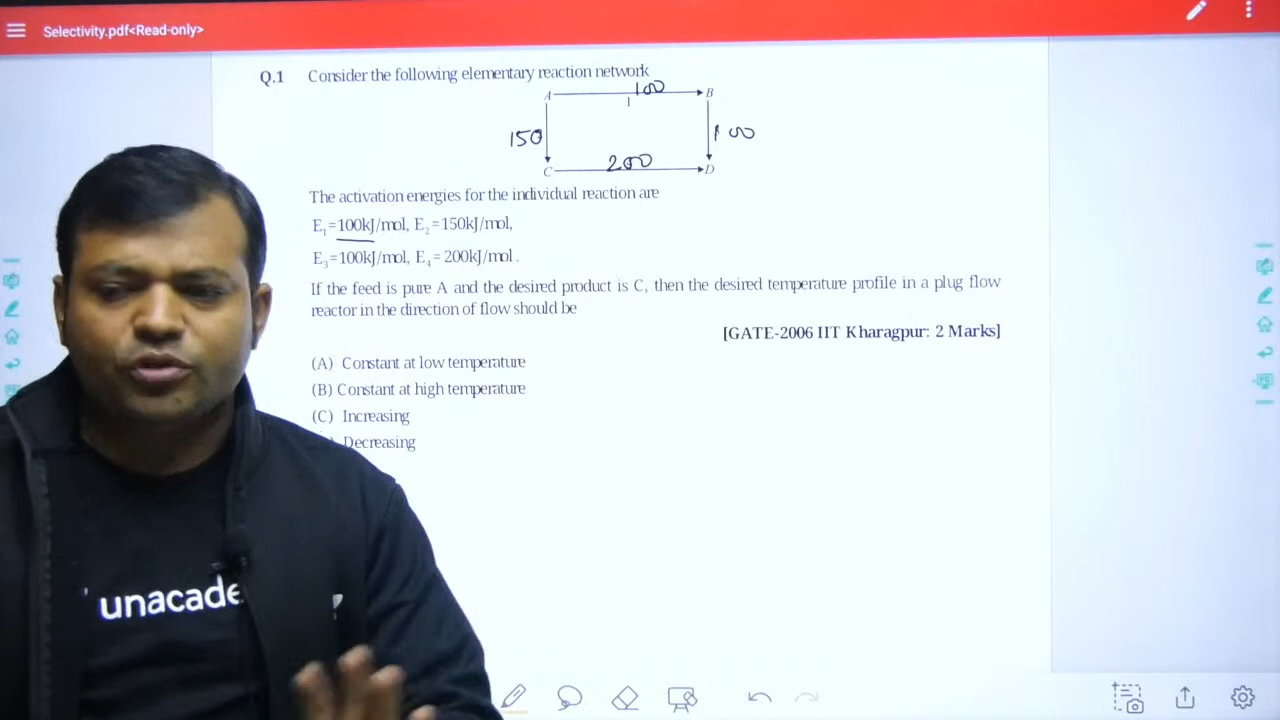 Selectivity.pdf<Read-only>
Q.1 Consider the following elementary reaction network
A 100 B
1
150 100
200
C D
The activation energies for the individual reaction are
E₁=100kJ/mol, E₂=150kJ/mol,
E₃=100kJ/mol, E₄=200kJ/mol.
If the feed is pure A and the desired product is C, then the desired temperature profile in a plug flow
reactor in the direction of flow should be
[GATE-2006 IIT Kharagpur: 2 Marks]
(A) Constant at low temperature
(B) Constant at high temperature
(C) Increasing
Decreasing
unacade